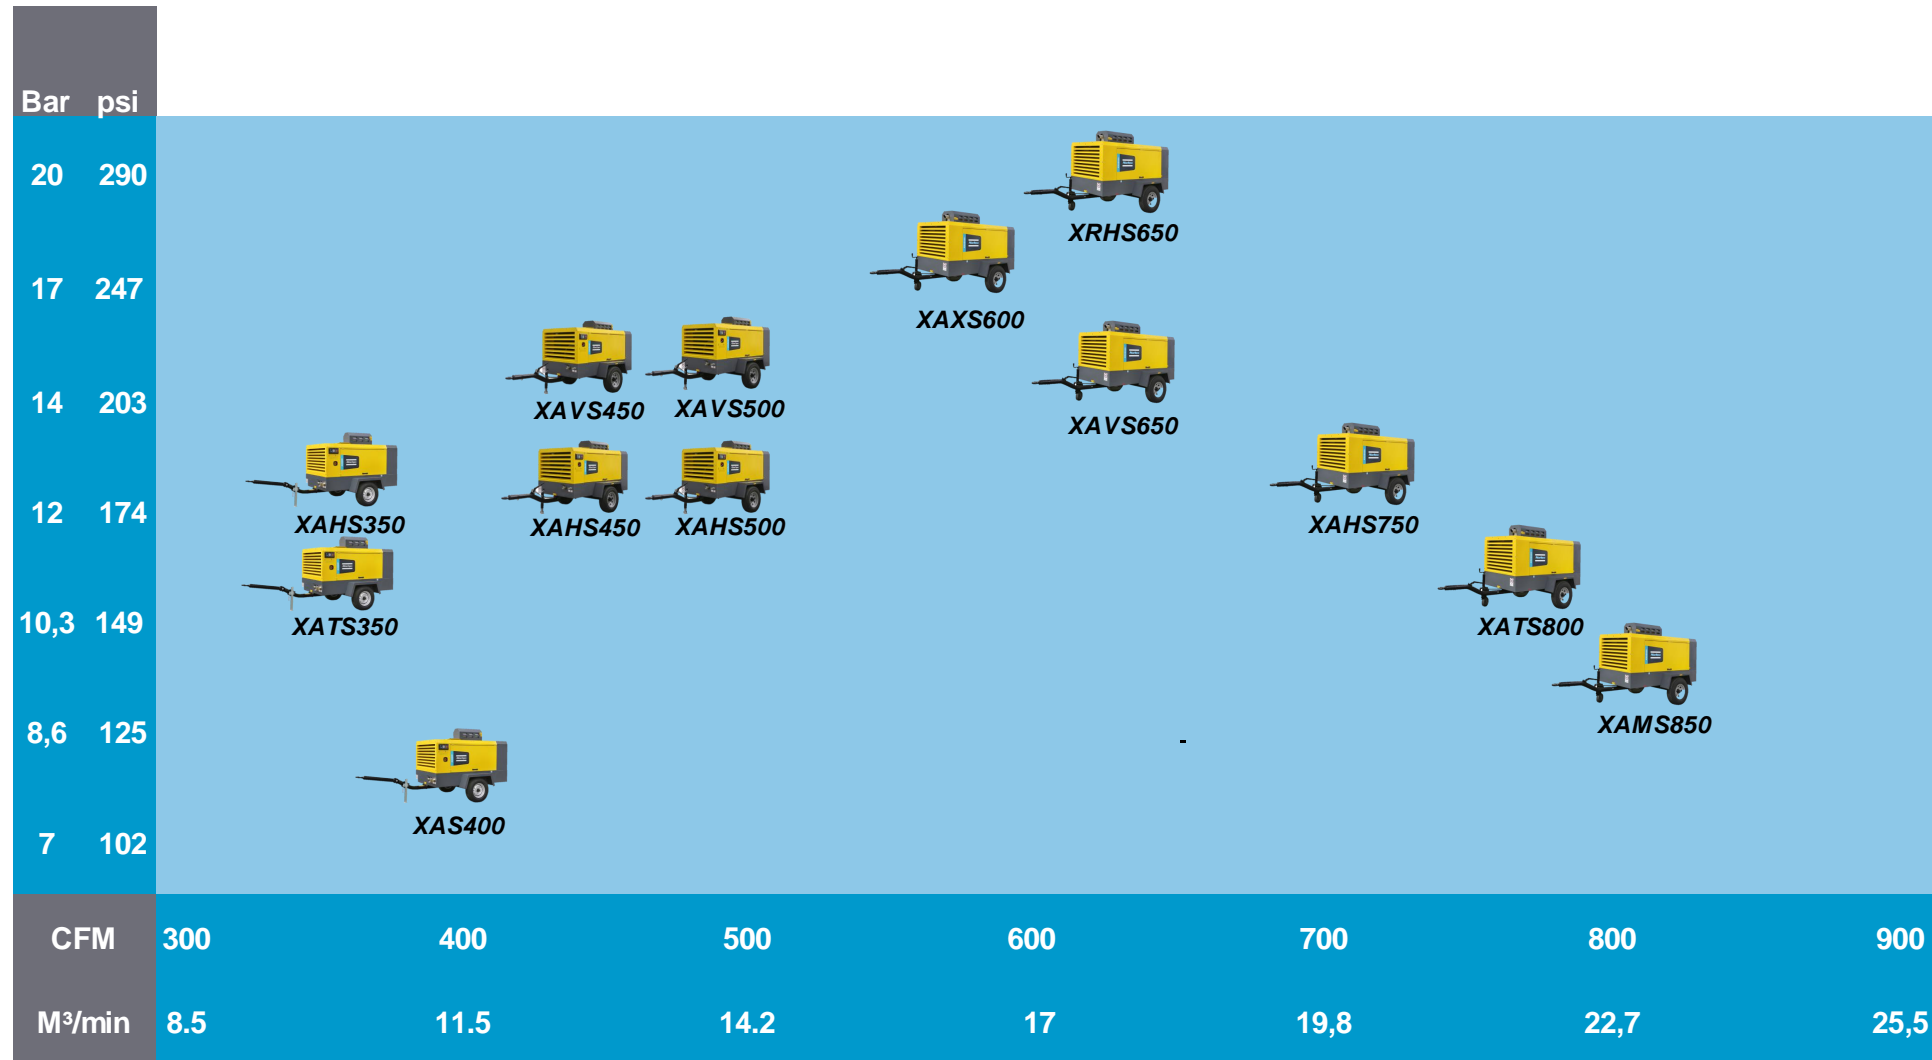 Bar psi
20 290
XRHS650
17 247
XAXS600
14 203
XAVS450 XAVS500
XAVS650
12 174
XAHS350 XAHS450 XAHS500 XAHS750
10,3 149
XATS350 XATS800
8,6 125
XAMS850
-
XAS400
7 102
CFM 300 400 500 600 700 800 900
M³/min 8.5 11.5 14.2 17 19,8 22,7 25,5